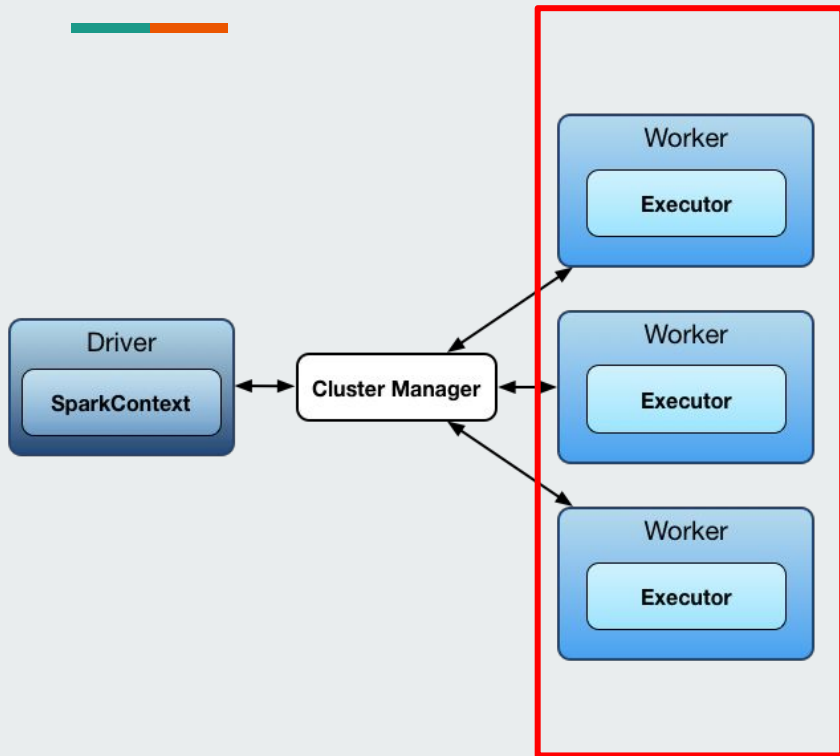 Worker
Executor
Driver
SparkContext
Cluster Manager
Worker
Executor
Worker
Executor